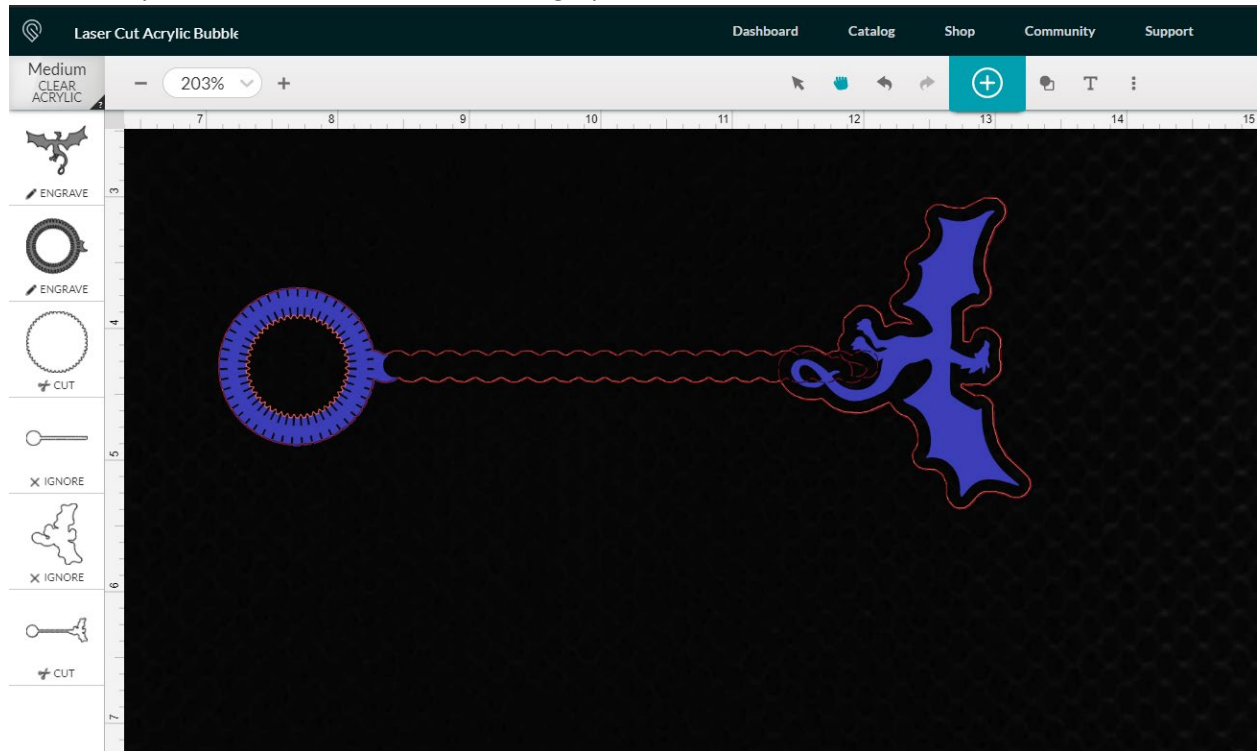 Laser Cut Acrylic Bubble
Dashboard
Catalog
Shop
Community
Support
Medium
CLEAR
ACRYLIC
?
− 203% +
T
7 8 9 10 11 12 13 14 15
ENGRAVE
3
ENGRAVE
4
CUT
5
IGNORE
IGNORE
6
CUT
7